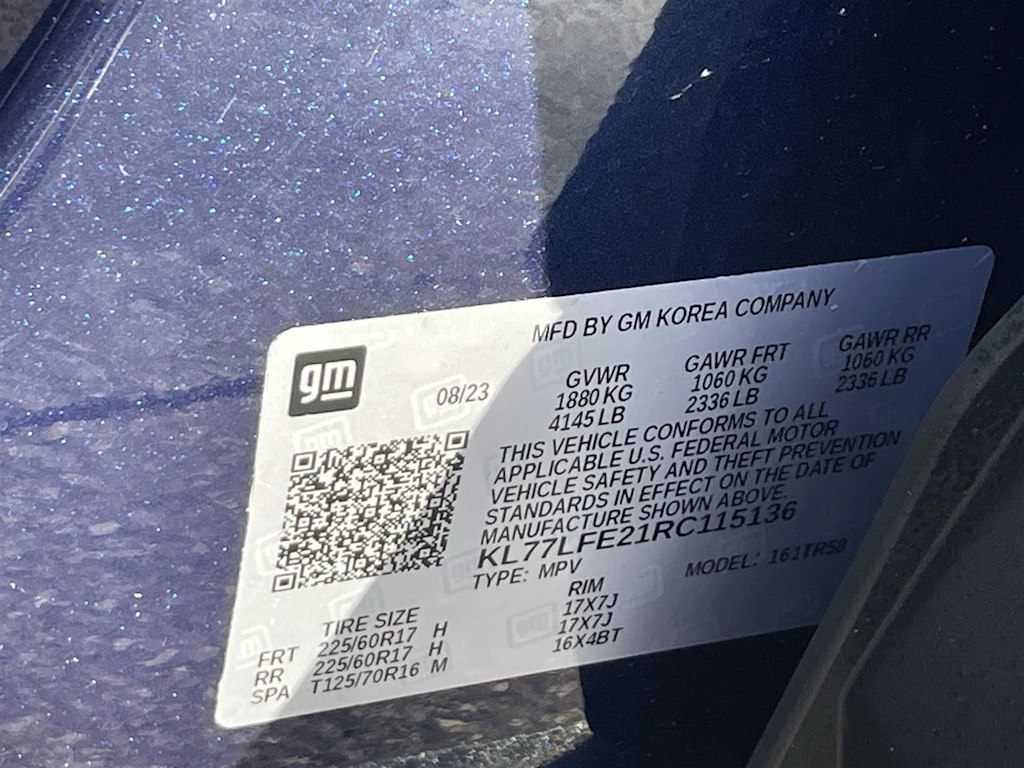 MFD BY GM KOREA COMPANY
gm
08/23
GVWR
1880 KG
4145 LB
GAWR FRT
1060 KG
2336 LB
GAWR RR
1060 KG
2336 LB
THIS VEHICLE CONFORMS TO ALL
APPLICABLE U.S. FEDERAL MOTOR
VEHICLE SAFETY AND THEFT PREVENTION
STANDARDS IN EFFECT ON THE DATE OF
MANUFACTURE SHOWN ABOVE.
KL77LFE21RC115136
TYPE: MPV MODEL: 161TR58
TIRE SIZE RIM
FRT 225/60R17 H 17X7J
RR 225/60R17 H 17X7J
SPA T125/70R16 M 16X4BT